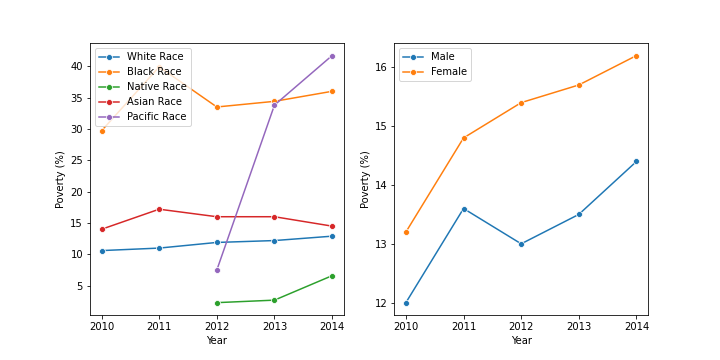 White Race
Black Race
Native Race
Asian Race
Pacific Race
Poverty (%)
40
35
30
25
20
15
10
5
2010 2011 2012 2013 2014
Year
Male
Female
Poverty (%)
16
15
14
13
12
2010 2011 2012 2013 2014
Year